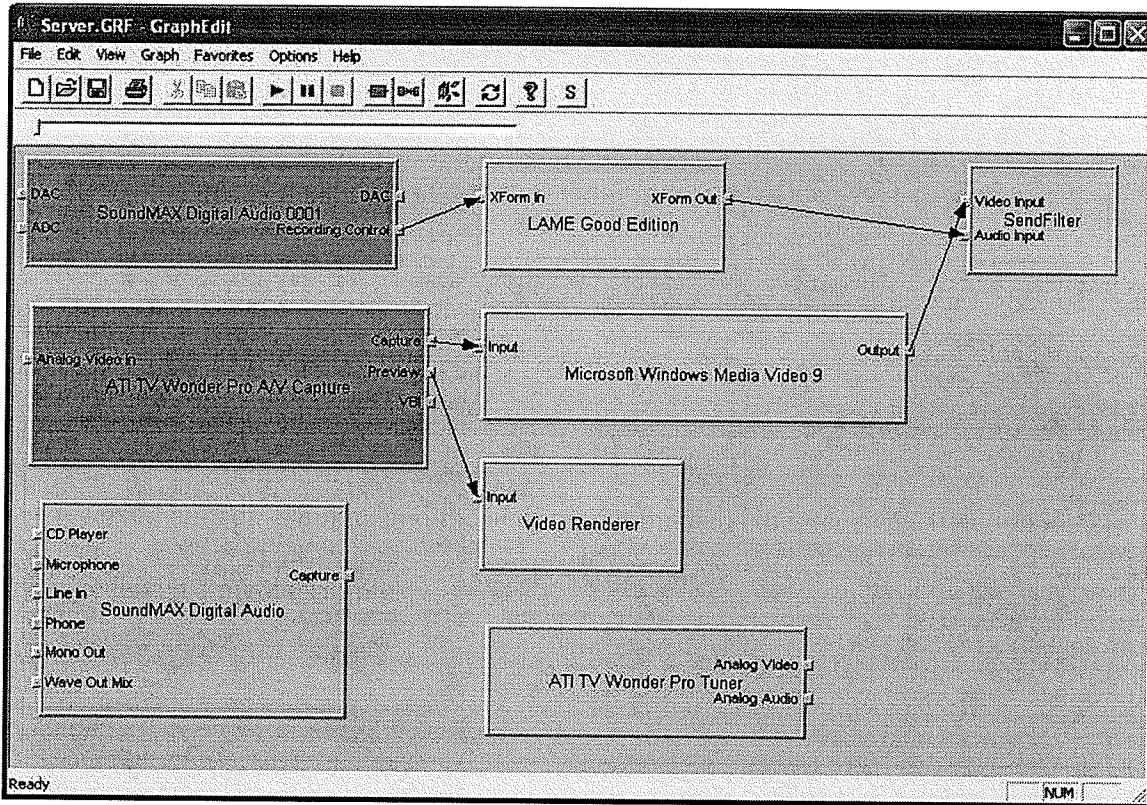 Server.GRF - GraphEdit
File Edit View Graph Favorites Options Help
S
DAC
DAC
SoundMAX Digital Audio 0001
ADC
Recording Control
XForm In
XForm Out
LAME Good Edition
Video Input
SendFilter
Audio Input
Analog Video In
Capture
Preview
ATI TV Wonder Pro A/V Capture
VBI
Input
Output
Microsoft Windows Media Video 9
Input
Video Renderer
CD Player
Microphone
Capture
Line In
SoundMAX Digital Audio
Phone
Mono Out
Wave Out Mix
Analog Video
ATI TV Wonder Pro Tuner
Analog Audio
Ready
NUM